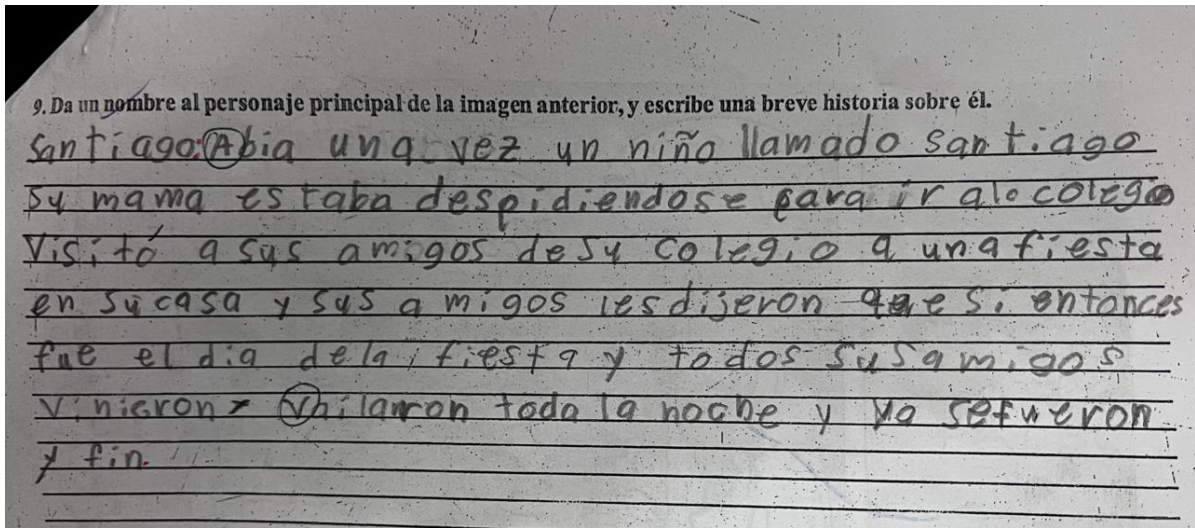 9. Da un nombre al personaje principal de la imagen anterior, y escribe una breve historia sobre él.
Santiago: Abia una vez un niño llamado santiago
su mama estaba despidiendose para ir alo colegio
Visitó a sus amigos de su colegio a una fiesta
en su casa y sus amigos les dijeron que si entonces
fue el dia de la fiesta y todos sus amigos
vinieron y Vailaron toda la noche y ya se fueron
y fin.